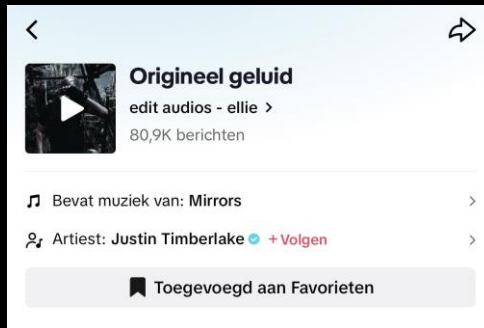 Origineel geluid
edit audios - ellie >
80,9K berichten
Bevat muziek van: Mirrors
Artiest: Justin Timberlake + Volgen
Toegevoegd aan Favorieten